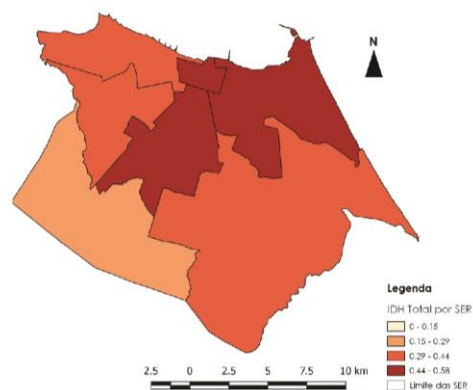 N
Legenda
IDH Total por SER
0 - 0.15
0.15 - 0.29
0.29 - 0.44
0.44 - 0.58
Limite das SER
2.5 0 2.5 5 7.5 10 km